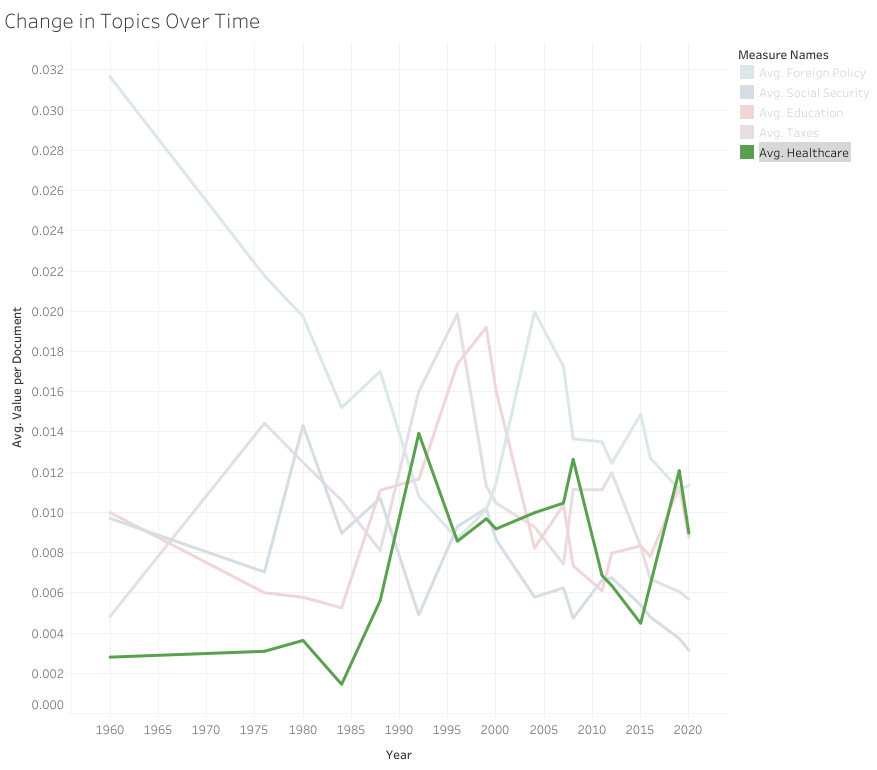 Change in Topics Over Time
Measure Names
Avg. Foreign Policy
Avg. Social Security
Avg. Education
Avg. Taxes
Avg. Healthcare
Avg. Value per Document
0.032
0.030
0.028
0.026
0.024
0.022
0.020
0.018
0.016
0.014
0.012
0.010
0.008
0.006
0.004
0.002
0.000
1960 1965 1970 1975 1980 1985 1990 1995 2000 2005 2010 2015 2020
Year